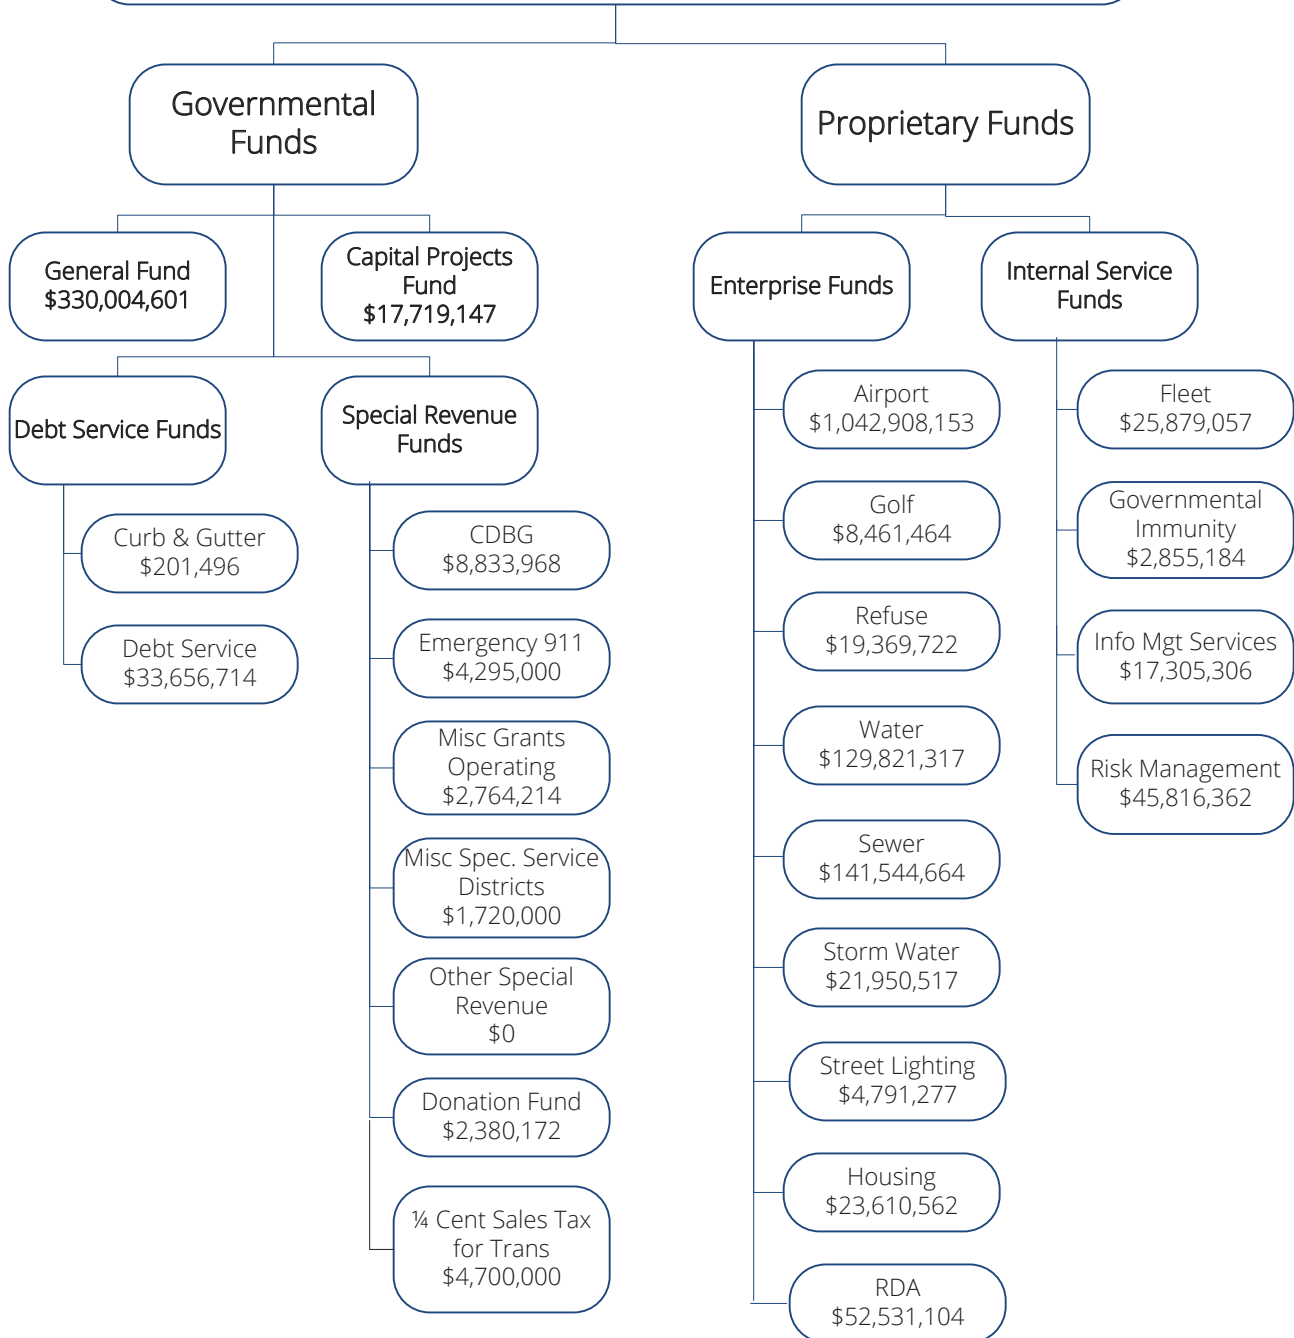 Governmental
Funds
Proprietary Funds
General Fund
$330,004,601
Capital Projects
Fund
$17,719,147
Enterprise Funds
Internal Service
Funds
Debt Service Funds
Special Revenue
Funds
Curb & Gutter
$201,496
Debt Service
$33,656,714
CDBG
$8,833,968
Emergency 911
$4,295,000
Misc Grants
Operating
$2,764,214
Misc Spec. Service
Districts
$1,720,000
Other Special
Revenue
$0
Donation Fund
$2,380,172
¼ Cent Sales Tax
for Trans
$4,700,000
Airport
$1,042,908,153
Golf
$8,461,464
Refuse
$19,369,722
Water
$129,821,317
Sewer
$141,544,664
Storm Water
$21,950,517
Street Lighting
$4,791,277
Housing
$23,610,562
RDA
$52,531,104
Fleet
$25,879,057
Governmental
Immunity
$2,855,184
Info Mgt Services
$17,305,306
Risk Management
$45,816,362